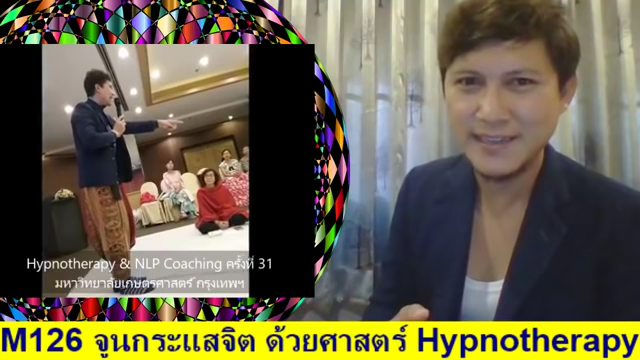 Hypnotherapy & NLP Coaching ครั้งที่ 31
มหาวิทยาลัยเกษตรศาสตร์ กรุงเทพฯ
M126 จูนกระแสจิต ด้วยศาสตร์ Hypnotherapy